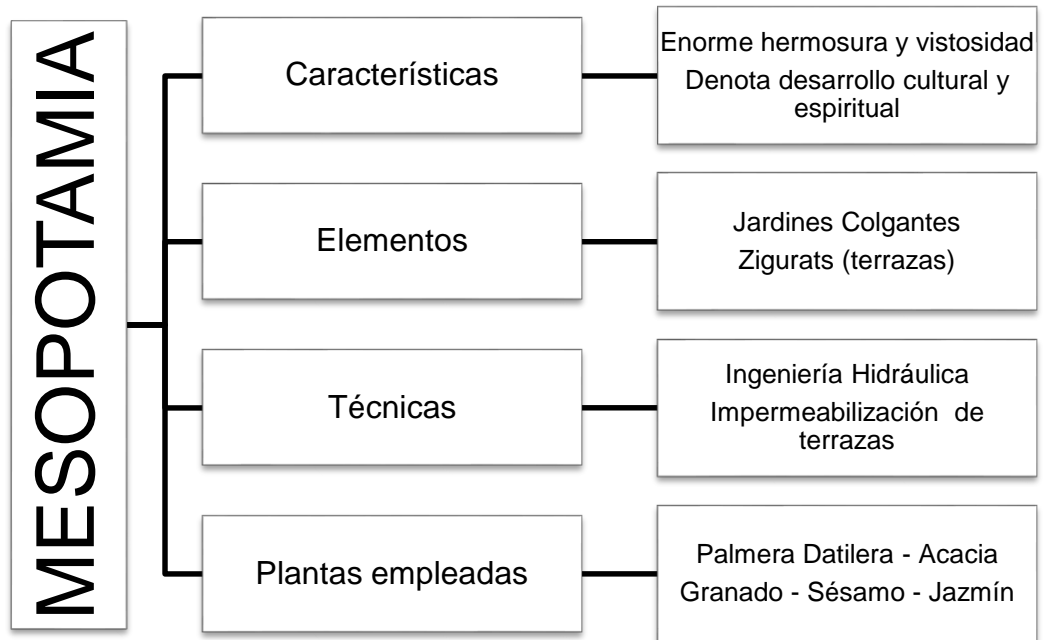 MESOPOTAMIA
Características
Enorme hermosura y vistosidad
Denota desarrollo cultural y
espiritual
Elementos
Jardines Colgantes
Zigurats (terrazas)
Técnicas
Ingeniería Hidráulica
Impermeabilización de
terrazas
Plantas empleadas
Palmera Datilera - Acacia
Granado - Sésamo - Jazmín